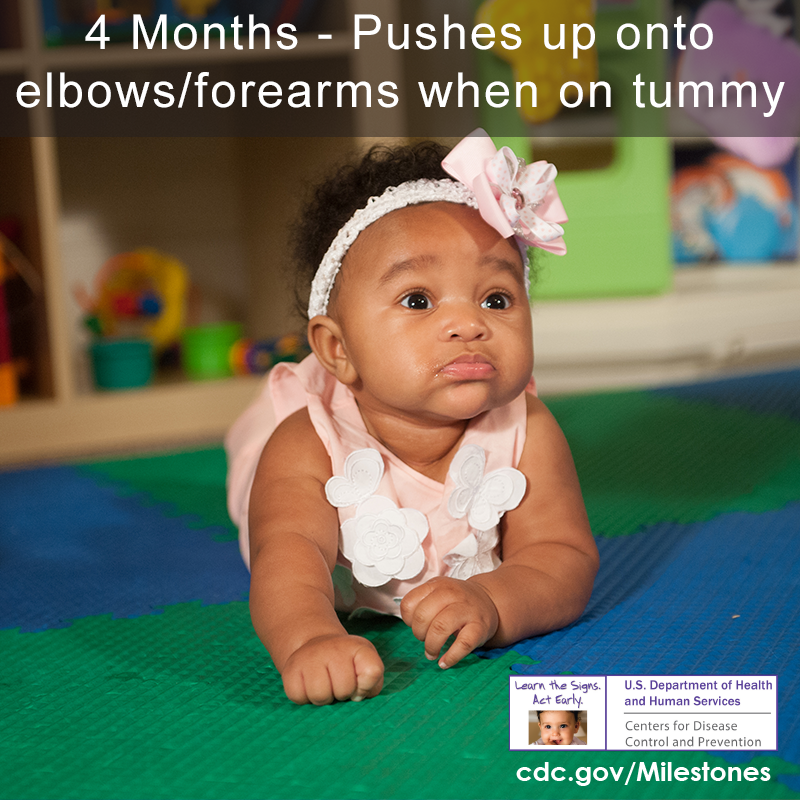 4 Months - Pushes up onto
elbows/forearms when on tummy
Learn the Signs.
Act Early.
U.S. Department of Health
and Human Services
Centers for Disease
Control and Prevention
cdc.gov/Milestones